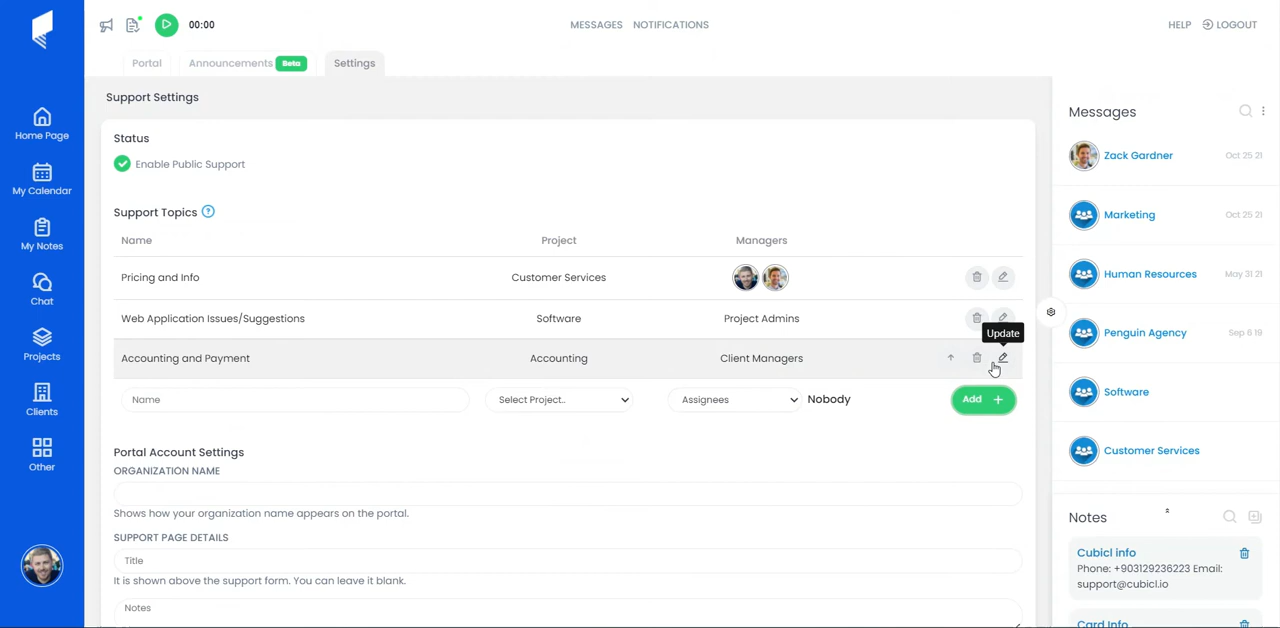 00:00
MESSAGES NOTIFICATIONS
HELP LOGOUT
Portal Announcements Beta Settings
Home Page
My Calendar
My Notes
Chat
Projects
Clients
Other
Support Settings
Status
Enable Public Support
Support Topics ?
Name Project Managers
Pricing and Info Customer Services
Web Application Issues/Suggestions Software Project Admins
Update
Accounting and Payment Accounting Client Managers
Name Select Project.. Assignees Nobody Add +
Portal Account Settings
ORGANIZATION NAME
Shows how your organization name appears on the portal.
SUPPORT PAGE DETAILS
Title
It is shown above the support form. You can leave it blank.
Notes
Messages
Zack Gardner Oct 25 21
Marketing Oct 25 21
Human Resources May 31 21
Penguin Agency Sep 6 19
Software
Customer Services
Notes
Cubicl info
Phone: +903129236223 Email:
support@cubicl.io
Card Info